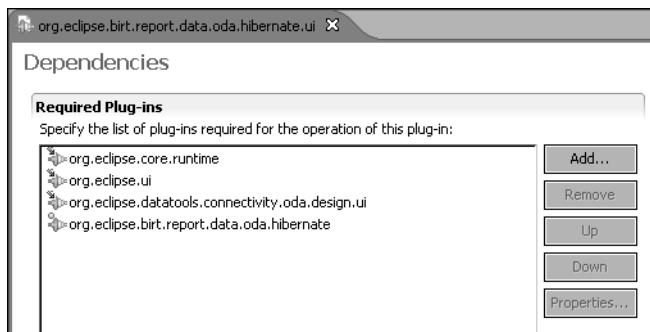 org.eclipse.birt.report.data.oda.hibernate.ui
Dependencies
Required Plug-ins
Specify the list of plug-ins required for the operation of this plug-in:
org.eclipse.core.runtime
org.eclipse.ui
org.eclipse.datatools.connectivity.oda.design.ui
org.eclipse.birt.report.data.oda.hibernate
Add...
Remove
Up
Down
Properties...